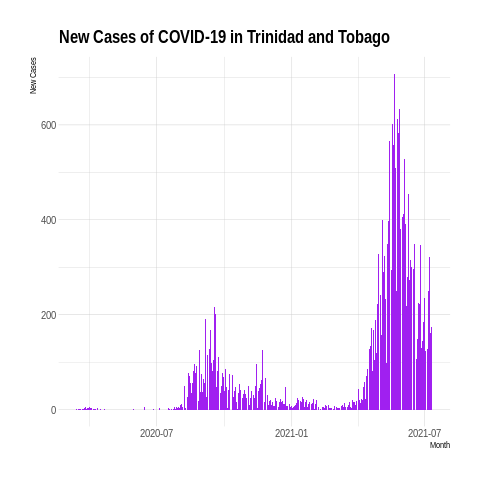 New Cases of COVID-19 in Trinidad and Tobago
New Cases
600
400
200
0
2020-07
2021-01
2021-07
Month